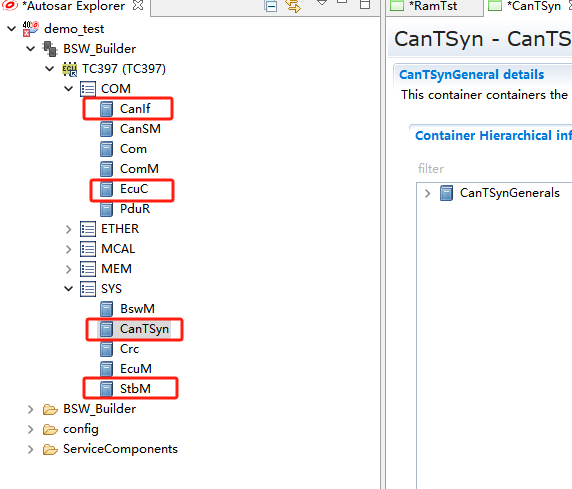 *Autosar Explorer
demo_test
BSW_Builder
TC397 (TC397)
COM
CanIf
CanSM
Com
ComM
EcuC
PduR
ETHER
MCAL
MEM
SYS
BswM
CanTSyn
Crc
EcuM
StbM
BSW_Builder
config
ServiceComponents
*RamTst
*CanTSyn
CanTSyn - CanTS
CanTSynGeneral details
This container containers the
Container Hierarchical inf
filter
CanTSynGenerals